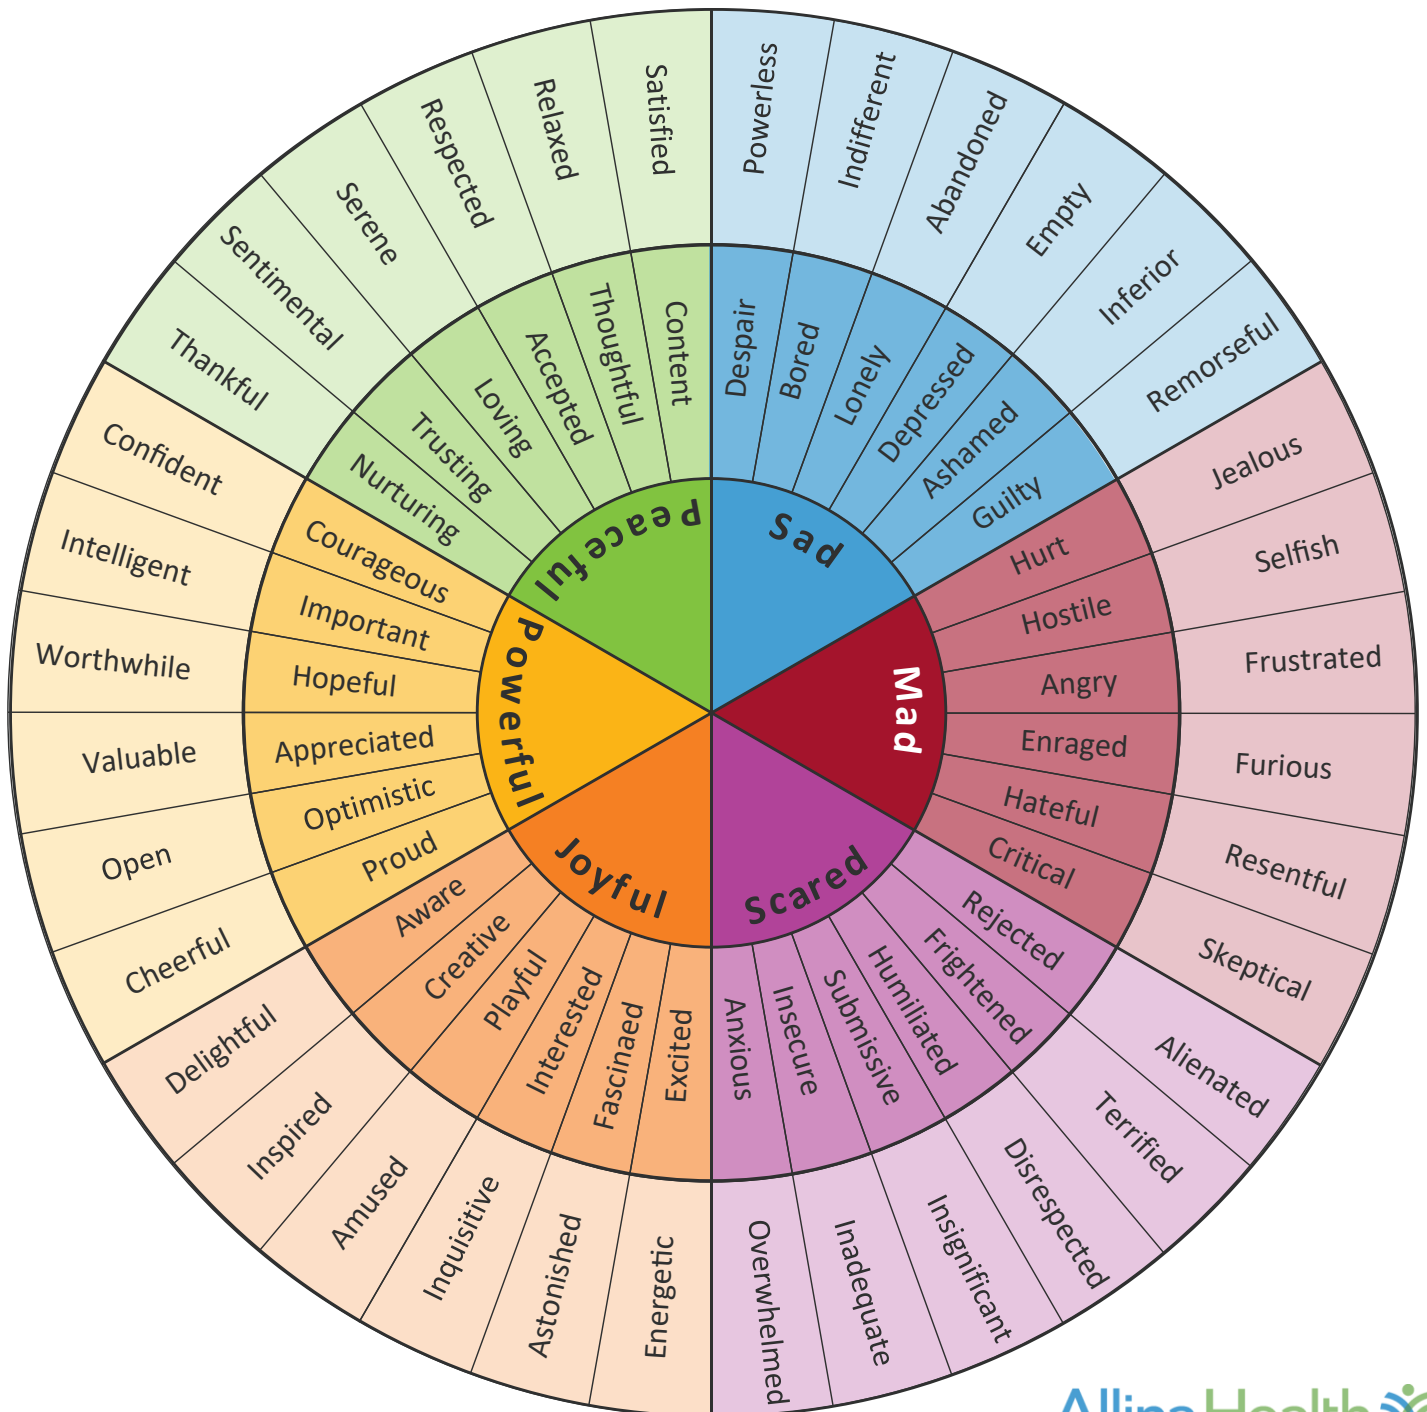 Peaceful
Sad
Mad
Scared
Joyful
Powerful
Despair
Bored
Lonely
Depressed
Ashamed
Guilty
Hurt
Hostile
Angry
Enraged
Hateful
Critical
Rejected
Frightened
Humiliated
Submissive
Insecure
Anxious
Excited
Fascinaed
Interested
Playful
Creative
Aware
Proud
Optimistic
Appreciated
Hopeful
Important
Courageous
Nurturing
Trusting
Loving
Accepted
Thoughtful
Content
Powerless
Indifferent
Abandoned
Empty
Inferior
Remorseful
Jealous
Selfish
Frustrated
Furious
Resentful
Skeptical
Alienated
Terrified
Disrespected
Insignificant
Inadequate
Overwhelmed
Energetic
Astonished
Inquisitive
Amused
Inspired
Delightful
Cheerful
Open
Valuable
Worthwhile
Intelligent
Confident
Thankful
Sentimental
Serene
Respected
Relaxed
Satisfied
Allina Health